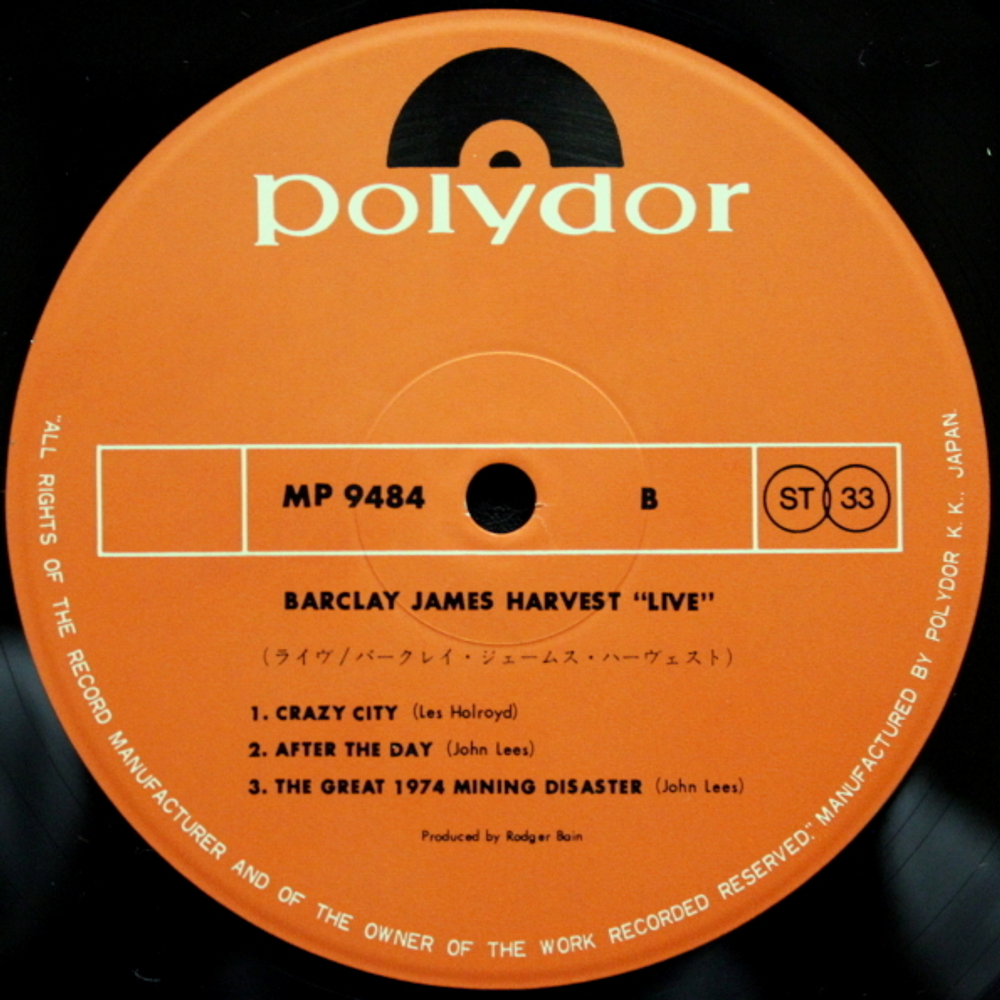 polydor
MP 9484 B ST 33
BARCLAY JAMES HARVEST “LIVE”
(ライヴ/バークレイ・ジェームス・ハーヴェスト)
1. CRAZY CITY (Les Holroyd)
2. AFTER THE DAY (John Lees)
3. THE GREAT 1974 MINING DISASTER (John Lees)
Produced by Rodger Bain
"ALL RIGHTS OF THE RECORD MANUFACTURER AND OF THE OWNER OF THE WORK RECORDED RESERVED." MANUFACTURED BY POLYDOR K. K., JAPAN.